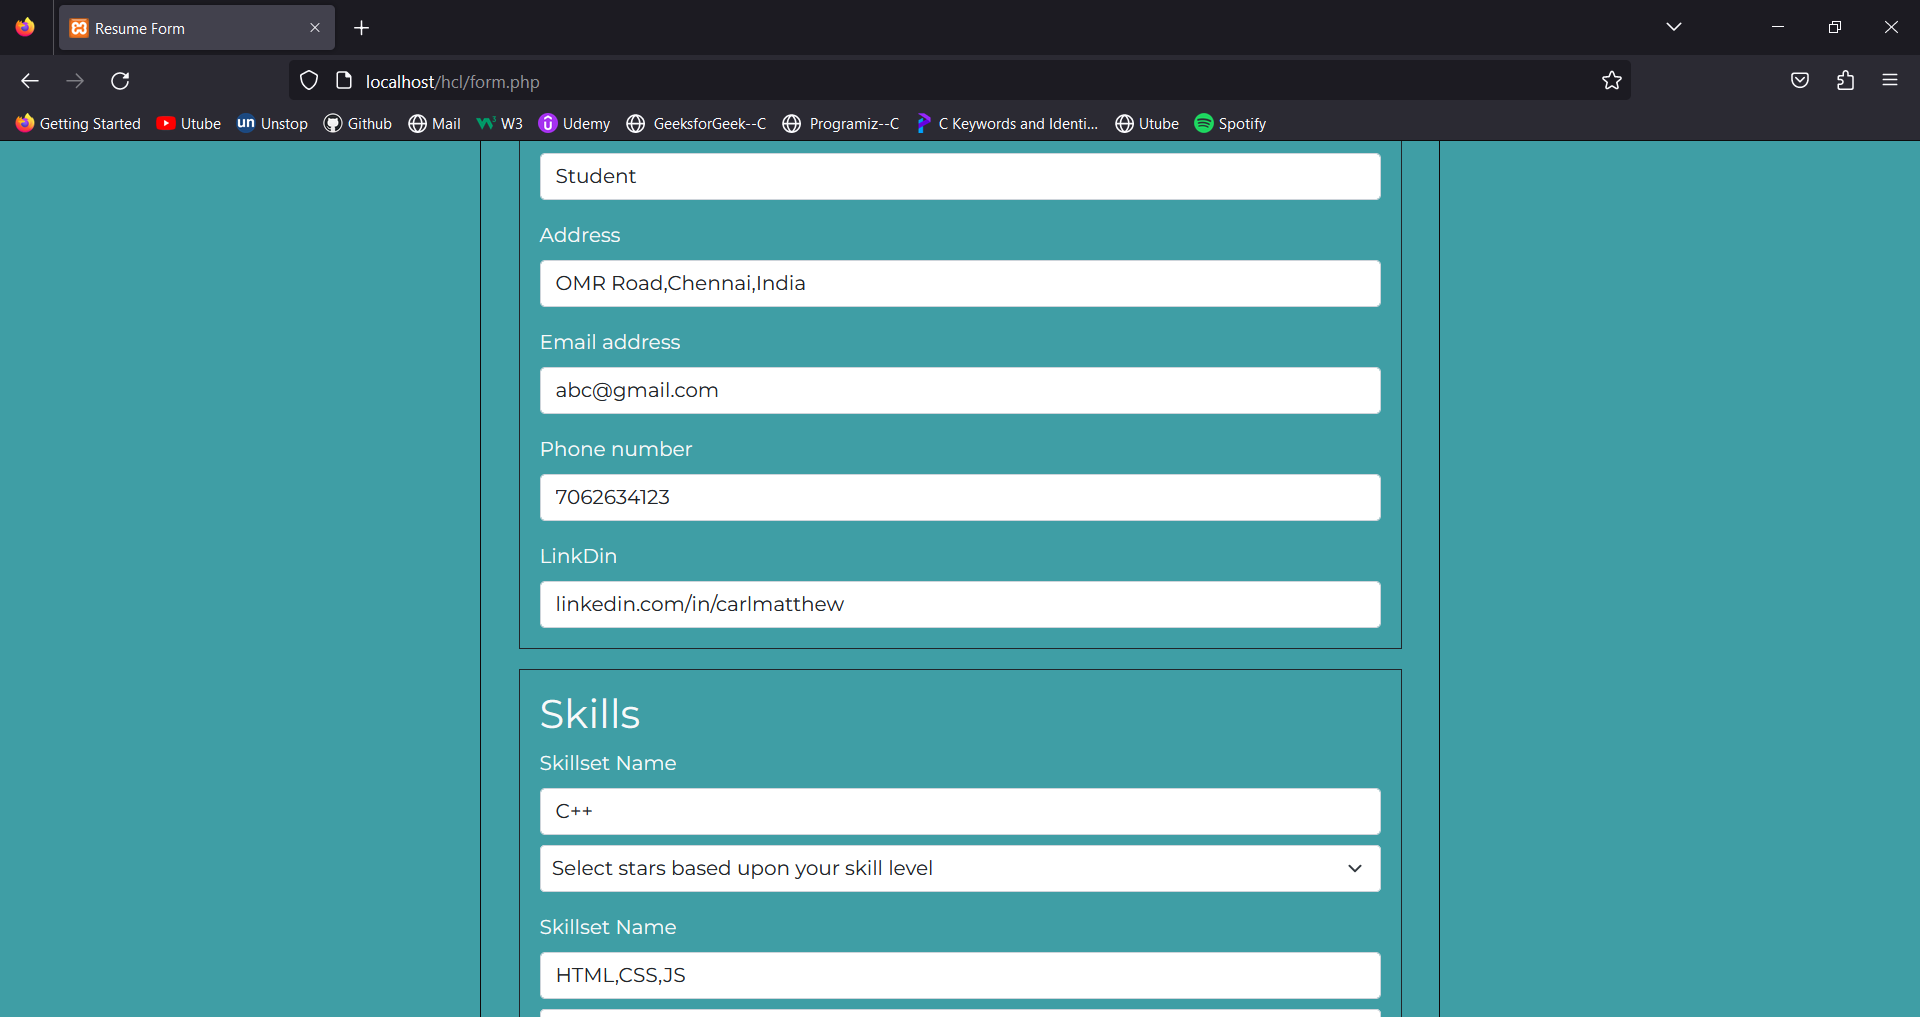 Resume Form
localhost/hcl/form.php
Getting Started Utube un Unstop Github Mail W3 Udemy GeeksforGeek--C Programiz--C C Keywords and Identi... Utube Spotify
Student
Address
OMR Road,Chennai,India
Email address
abc@gmail.com
Phone number
7062634123
LinkDin
linkedin.com/in/carlmatthew
Skills
Skillset Name
C++
Select stars based upon your skill level
Skillset Name
HTML,CSS,JS